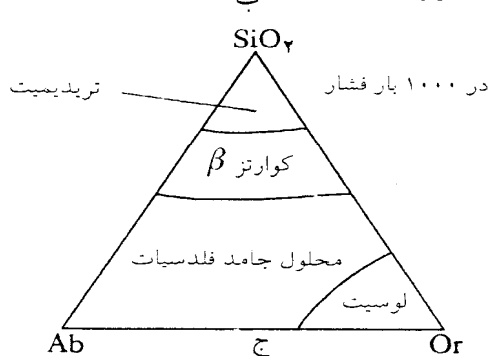 ب
SiO₂
در ۱۰۰۰ بار فشار
تریدیمیت
کوارتز β
محلول جامد فلدسپات
لوسیت
Ab
ج
Or